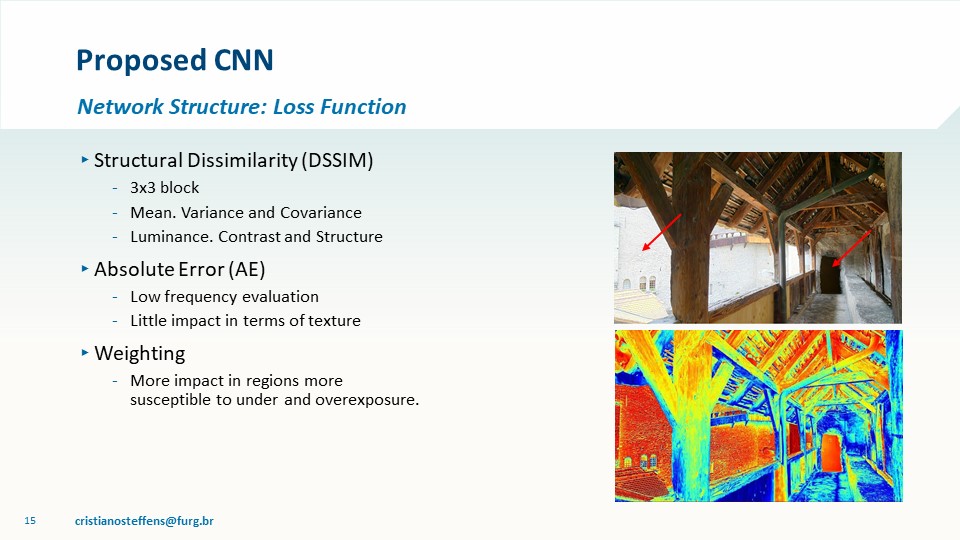 Proposed CNN
Network Structure: Loss Function
‣ Structural Dissimilarity (DSSIM)
- 3x3 block
- Mean. Variance and Covariance
- Luminance. Contrast and Structure
‣ Absolute Error (AE)
- Low frequency evaluation
- Little impact in terms of texture
‣ Weighting
- More impact in regions more
susceptible to under and overexposure.
15 cristianosteffens@furg.br